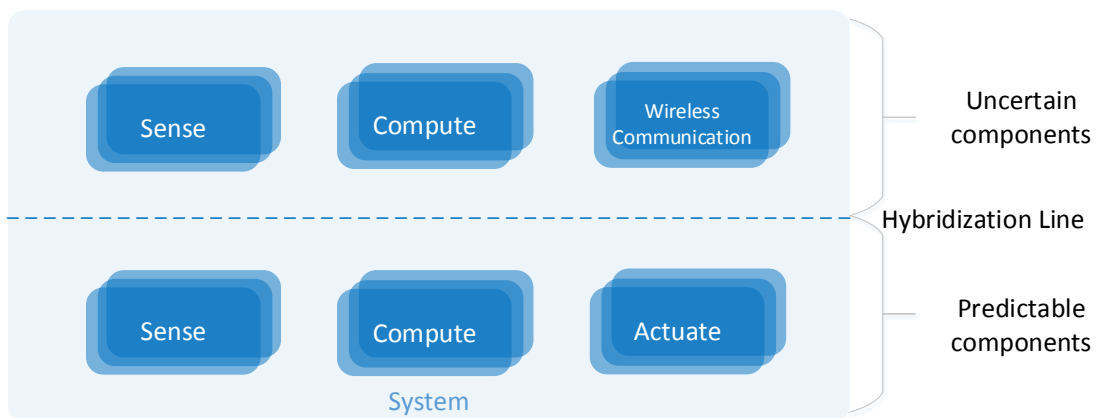 Sense
Compute
Wireless
Communication
Uncertain
components
Hybridization Line
Sense
Compute
Actuate
Predictable
components
System